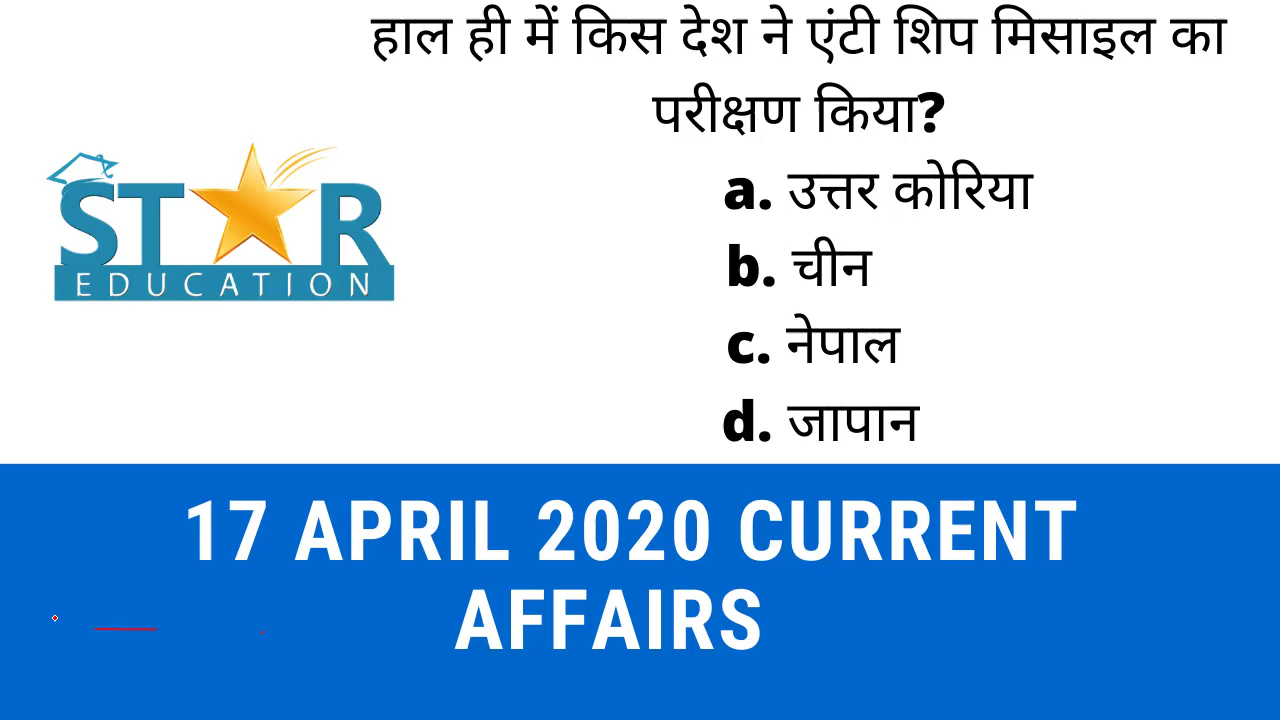 हाल ही में किस देश ने एंटी शिप मिसाइल का
परीक्षण किया?
a. उत्तर कोरिया
b. चीन
c. नेपाल
d. जापान
STAR
EDUCATION
17 APRIL 2020 CURRENT
AFFAIRS